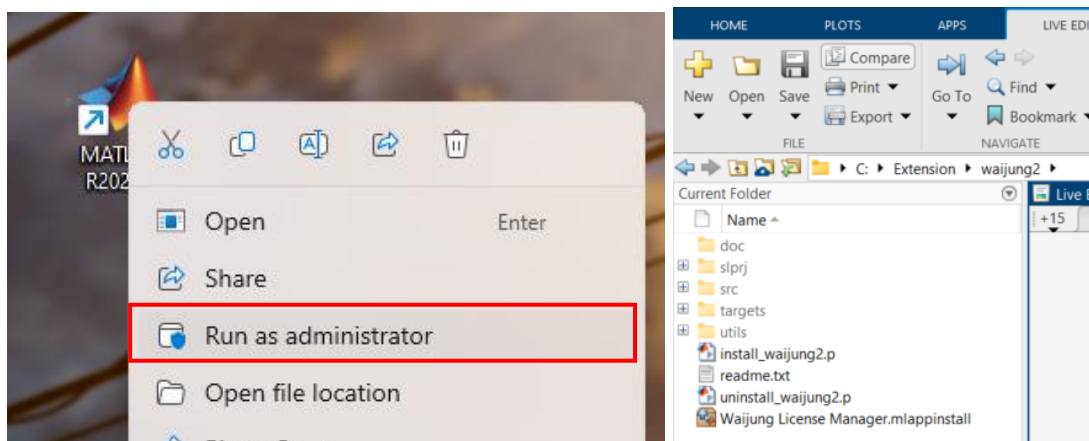 MATL
R202
Open Enter
Share
Run as administrator
Open file location
HOME PLOTS APPS LIVE EDI
New Open Save Compare Print Export Go To Find Bookmark
FILE NAVIGATE
C: Extension waijung2
Current Folder Live E
Name +15
doc
slprj
src
targets
utils
install_waijung2.p
readme.txt
uninstall_waijung2.p
Waijung License Manager.mlappinstall